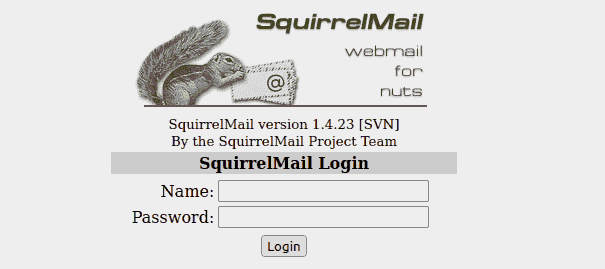 SquirrelMail
webmail
for
nuts
@
SquirrelMail version 1.4.23 [SVN]
By the SquirrelMail Project Team
SquirrelMail Login
Name:
Password:
Login